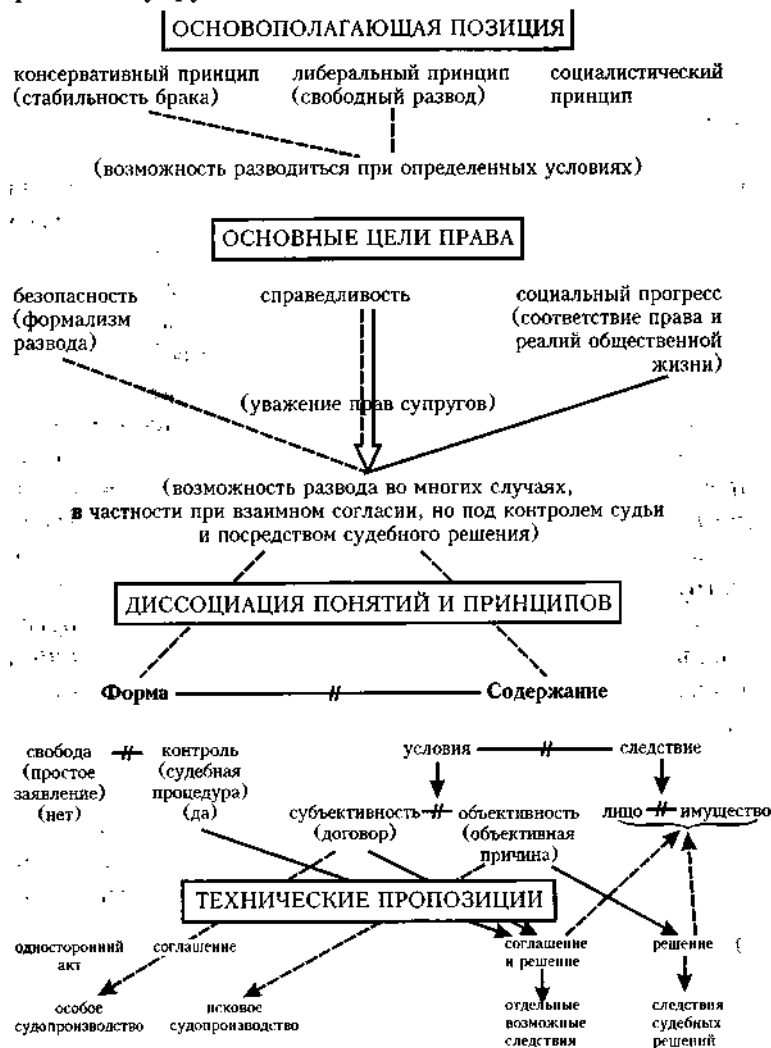 ОСНОВОПОЛАГАЮЩАЯ ПОЗИЦИЯ
консервативный принцип либеральный принцип социалистический
(стабильность брака) (свободный развод) принцип
(возможность разводиться при определенных условиях)
ОСНОВНЫЕ ЦЕЛИ ПРАВА
безопасность справедливость социальный прогресс
(формализм (соответствие права и
развода) реалий общественной
жизни)
(уважение прав супругов)
(возможность развода во многих случаях,
в частности при взаимном согласии, но под контролем судьи
и посредством судебного решения)
ДИССОЦИАЦИЯ ПОНЯТИЙ И ПРИНЦИПОВ
Форма Содержание
свобода контроль условия следствие
(простое (судебная
заявление) процедура)
(нет) (да) субъективность объективность лицо имущество
(договор) (объективная
причина)
ТЕХНИЧЕСКИЕ ПРОПОЗИЦИИ
односторонний соглашение соглашение решение
акт и решение
особое исковое отдельные следствия
судопроизводство судопроизводство возможные судебных
следствия решений